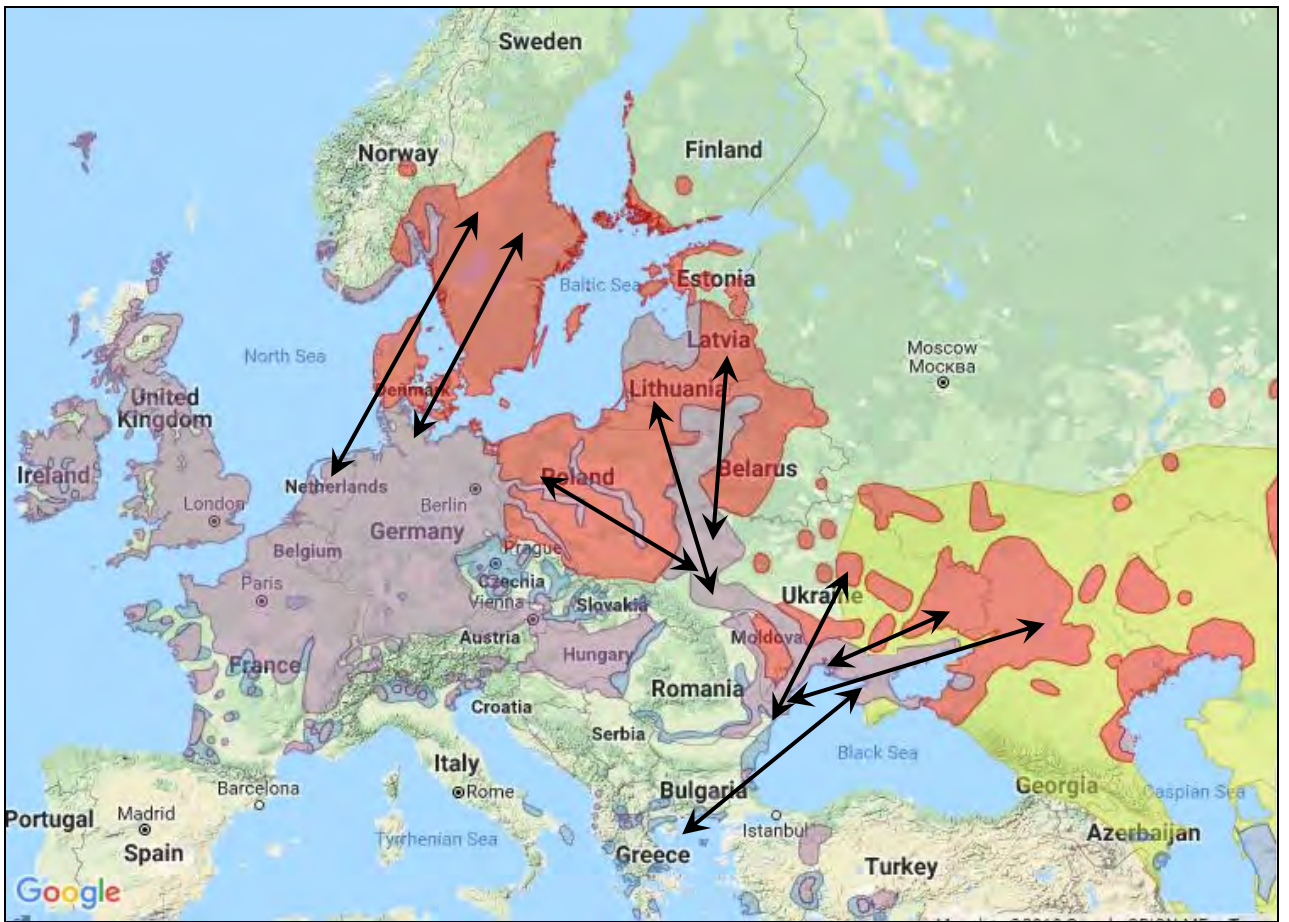 Sweden
Norway
Finland
Estonia
Baltic Sea
Latvia
North Sea
Moscow
Москва
Denmark
Lithuania
United
Kingdom
Ireland
Netherlands
Poland
Belarus
London
Berlin
Germany
Belgium
Prague
Paris
Czechia
Vienna
Slovakia
Ukraine
Austria
Moldova
France
Hungary
Romania
Croatia
Serbia
Black Sea
Italy
Barcelona
Rome
Bulgaria
Georgia
Caspian Sea
Portugal
Madrid
Istanbul
Azerbaijan
Tyrrhenian Sea
Spain
Greece
Turkey
Google